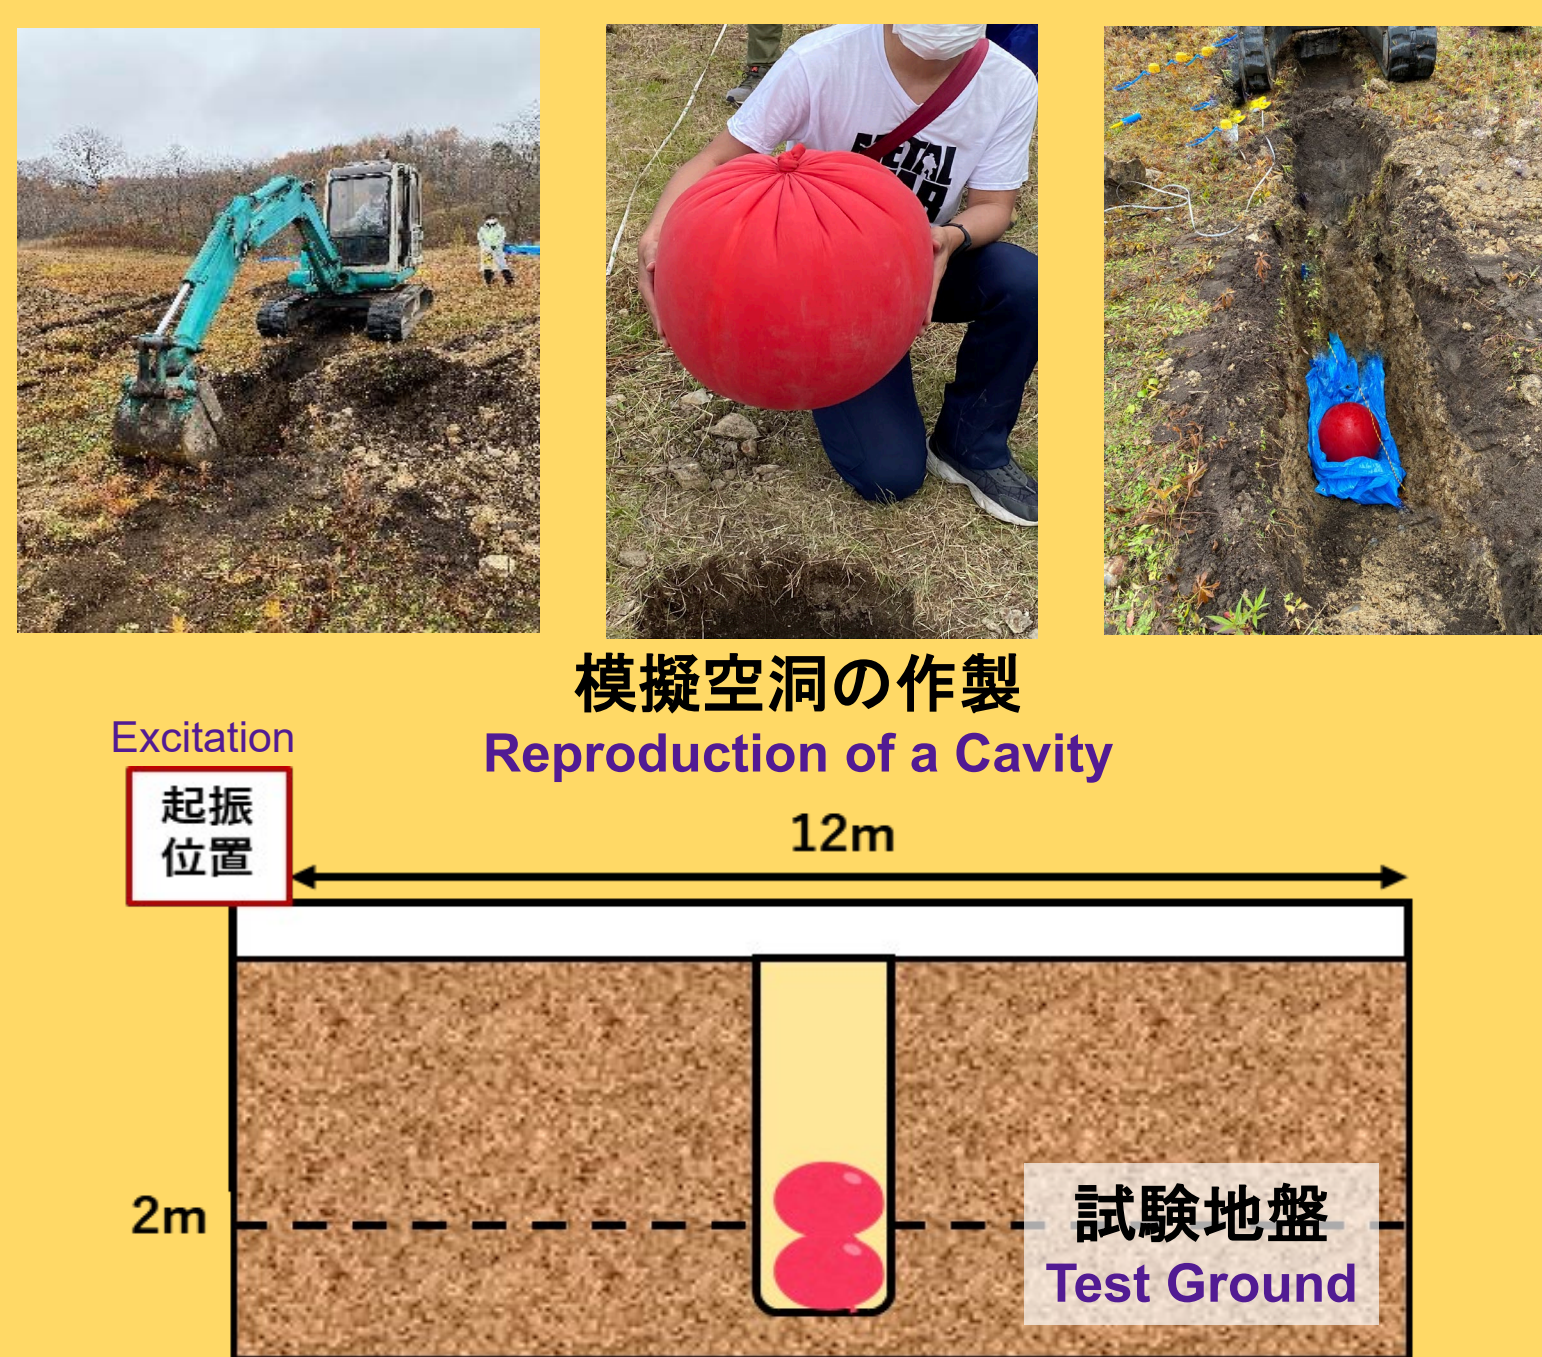 METAL
模擬空洞の作製
Reproduction of a Cavity
Excitation
起振
位置
12m
2m
試験地盤
Test Ground